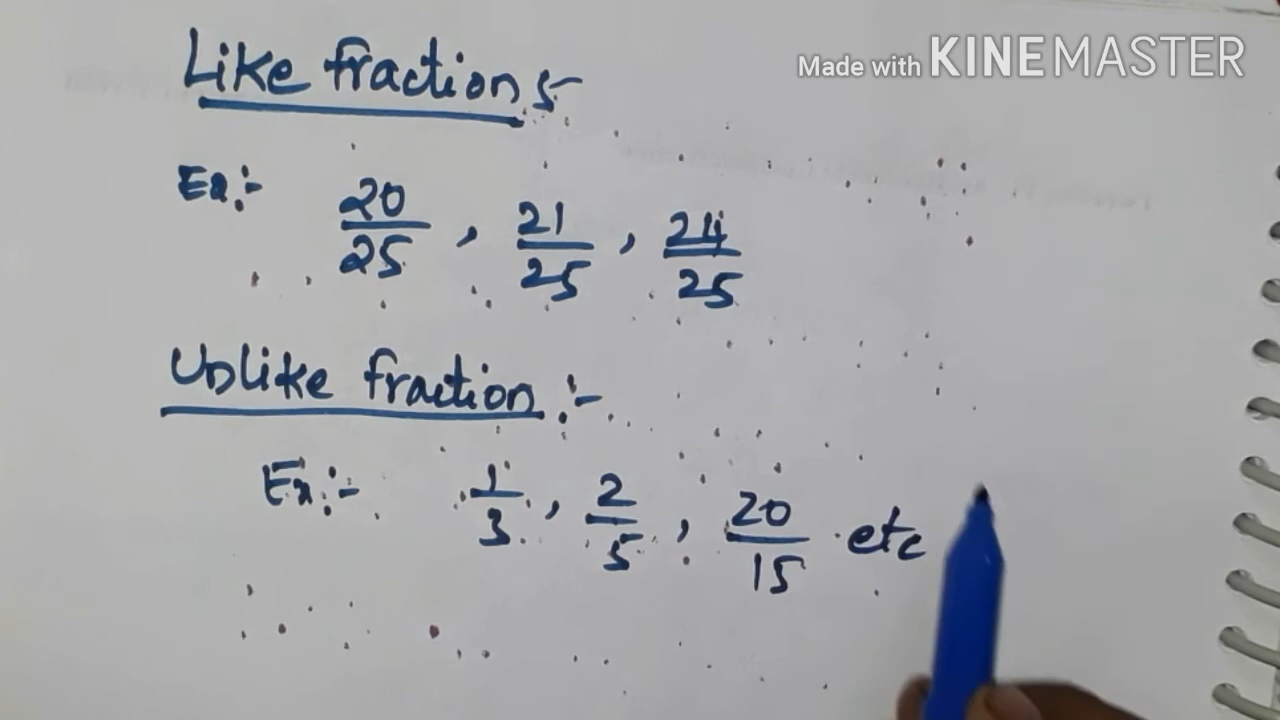 Made with KINEMASTER
Like fractions:-
Ex:- 20/25, 21/25, 24/25
Unlike fraction:-
Ex:- 1/3, 2/5, 20/15 etc